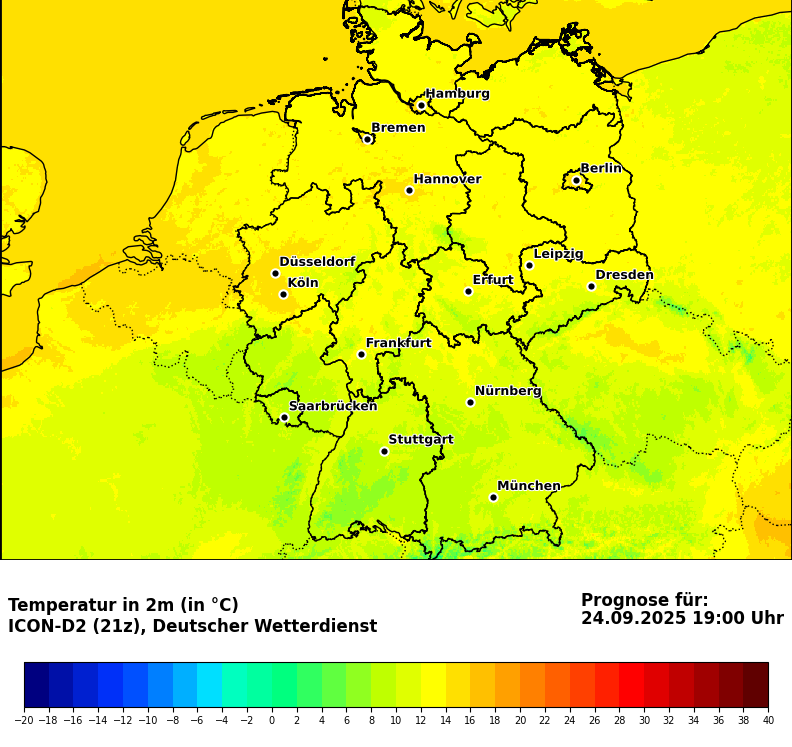 Hamburg
Bremen
Berlin
Hannover
Leipzig
Düsseldorf
Dresden
Köln
Erfurt
Frankfurt
Nürnberg
Saarbrücken
Stuttgart
München
Temperatur in 2m (in °C)
ICON-D2 (21z), Deutscher Wetterdienst
Prognose für:
24.09.2025 19:00 Uhr
−20 −18 −16 −14 −12 −10 −8 −6 −4 −2 0 2 4 6 8 10 12 14 16 18 20 22 24 26 28 30 32 34 36 38 40